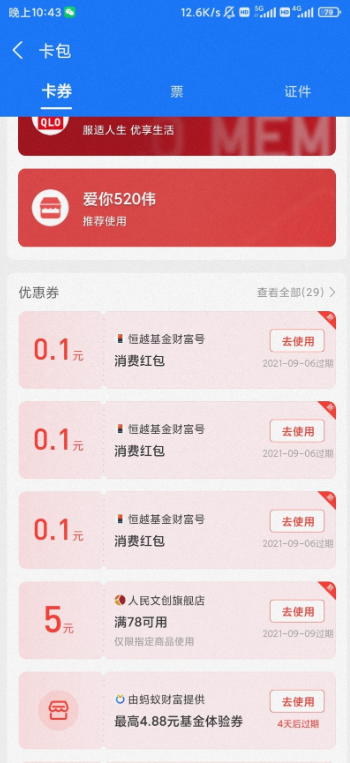 晚上10:43
12.6K/s
HD 5G HD 4G 79
卡包
卡券
票
证件
QLO
服适人生 优享生活
MEM
爱你520伟
推荐使用
优惠券
查看全部(29)
0.1元
恒越基金财富号
消费红包
新
去使用
2021-09-06过期
0.1元
恒越基金财富号
消费红包
新
去使用
2021-09-06过期
0.1元
恒越基金财富号
消费红包
新
去使用
2021-09-06过期
5元
人民文创旗舰店
满78可用
仅限指定商品使用
新
去使用
2021-09-09过期
由蚂蚁财富提供
最高4.88元基金体验券
去使用
4天后过期